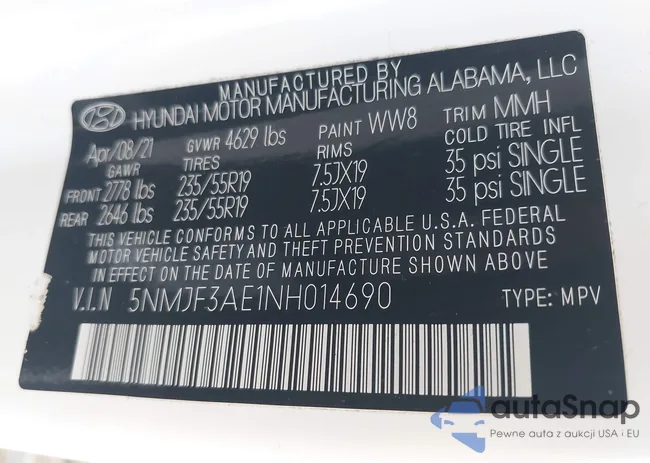 MANUFACTURED BY
HYUNDAI MOTOR MANUFACTURING ALABAMA, LLC
Apr/08/21 GVWR 4629 lbs PAINT WW8 TRIM MMH
GAWR TIRES RIMS COLD TIRE INFL
FRONT 2778 lbs 235/55R19 7.5JX19 35 psi SINGLE
REAR 2646 lbs 235/55R19 7.5JX19 35 psi SINGLE
THIS VEHICLE CONFORMS TO ALL APPLICABLE U.S.A. FEDERAL
MOTOR VEHICLE SAFETY AND THEFT PREVENTION STANDARDS
IN EFFECT ON THE DATE OF MANUFACTURE SHOWN ABOVE
V.I.N 5NMJF3AE1NH014690 TYPE: MPV
autaSnap
Pewne auta z aukcji USA i EU